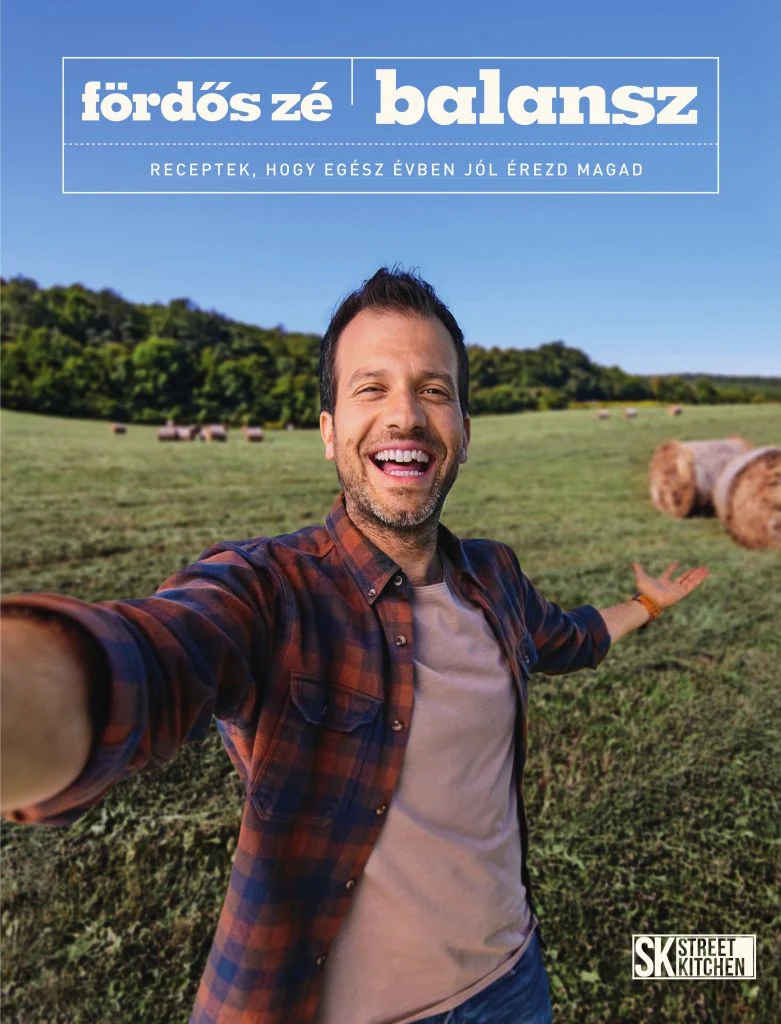 fördős zé balansz
RECEPTEK, HOGY EGÉSZ ÉVBEN JÓL ÉREZD MAGAD
SK STREET
KITCHEN